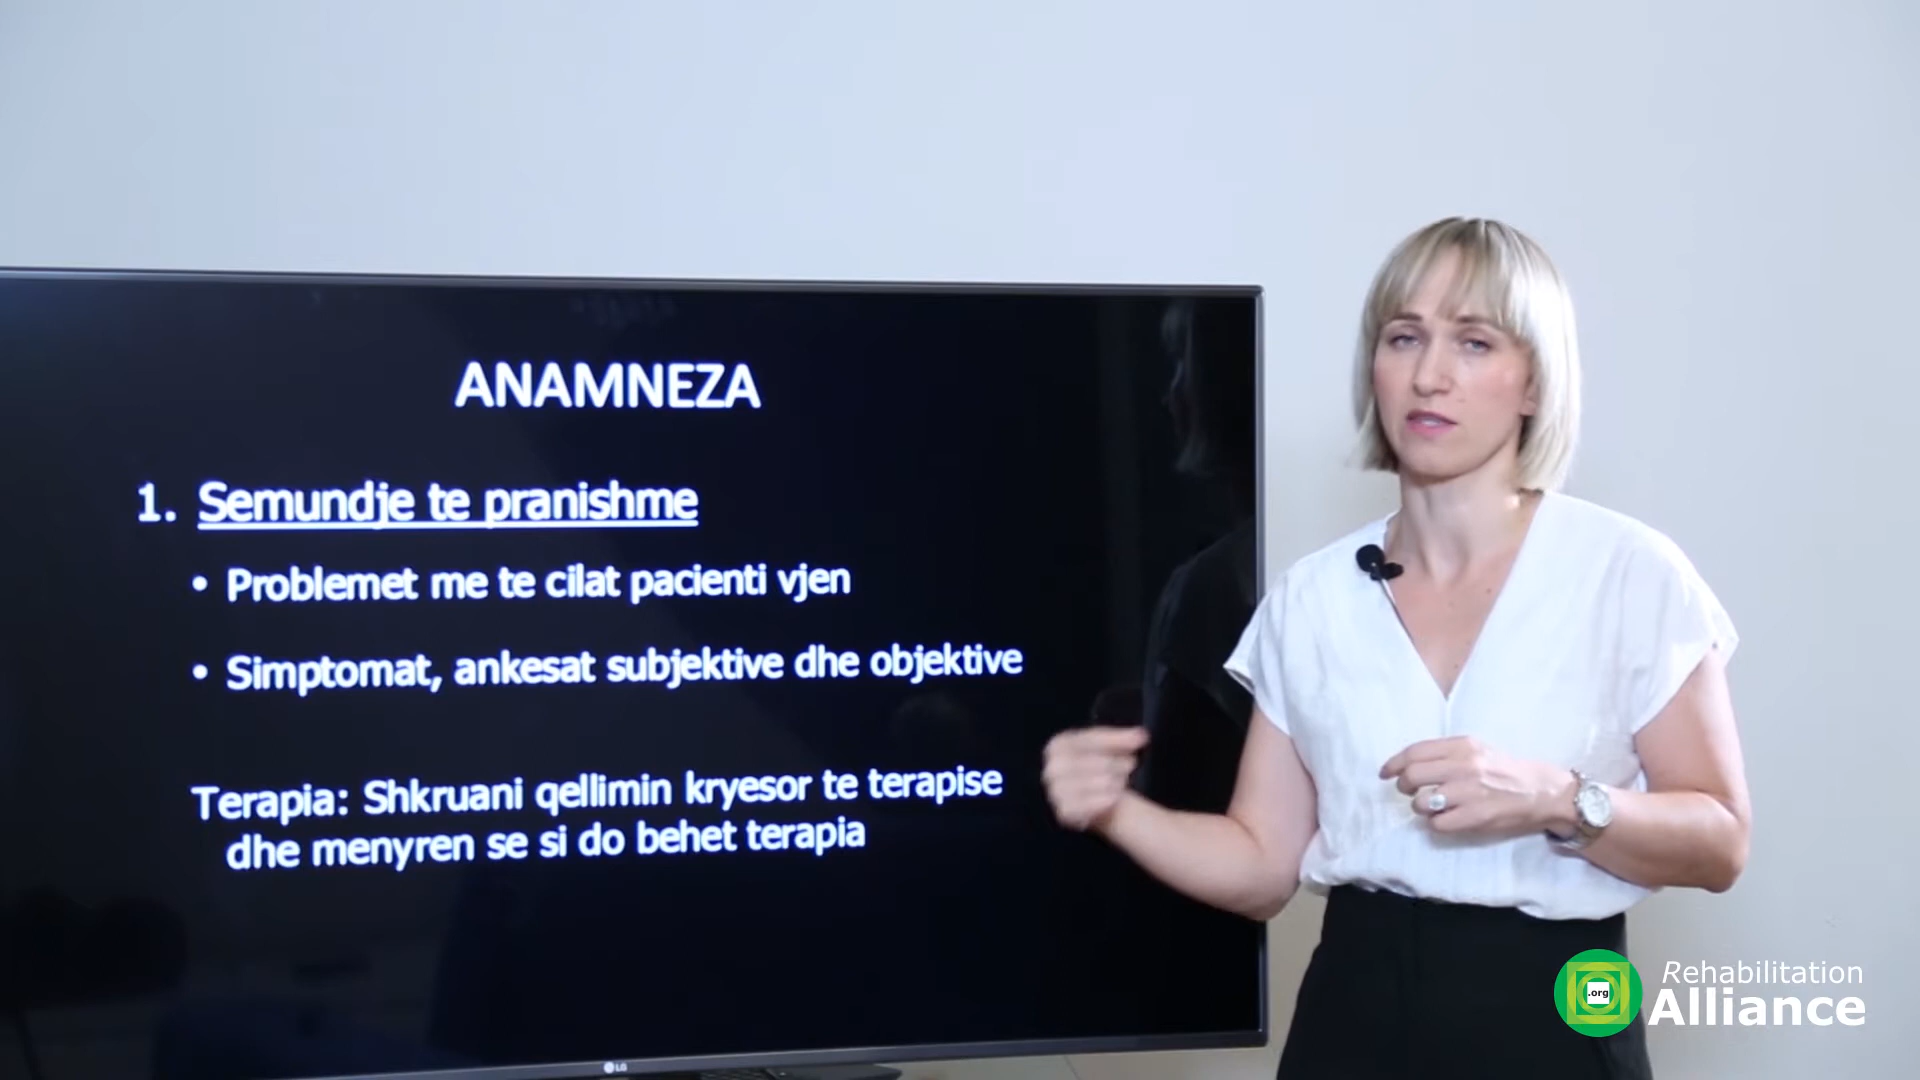 ANAMNEZA
1. Semundje te pranishme
• Problemet me te cilat pacienti vjen
• Simptomat, ankesat subjektive dhe objektive
Terapia: Shkruani qellimin kryesor te terapise
dhe menyren se si do behet terapia
LG
.org
Rehabilitation
Alliance